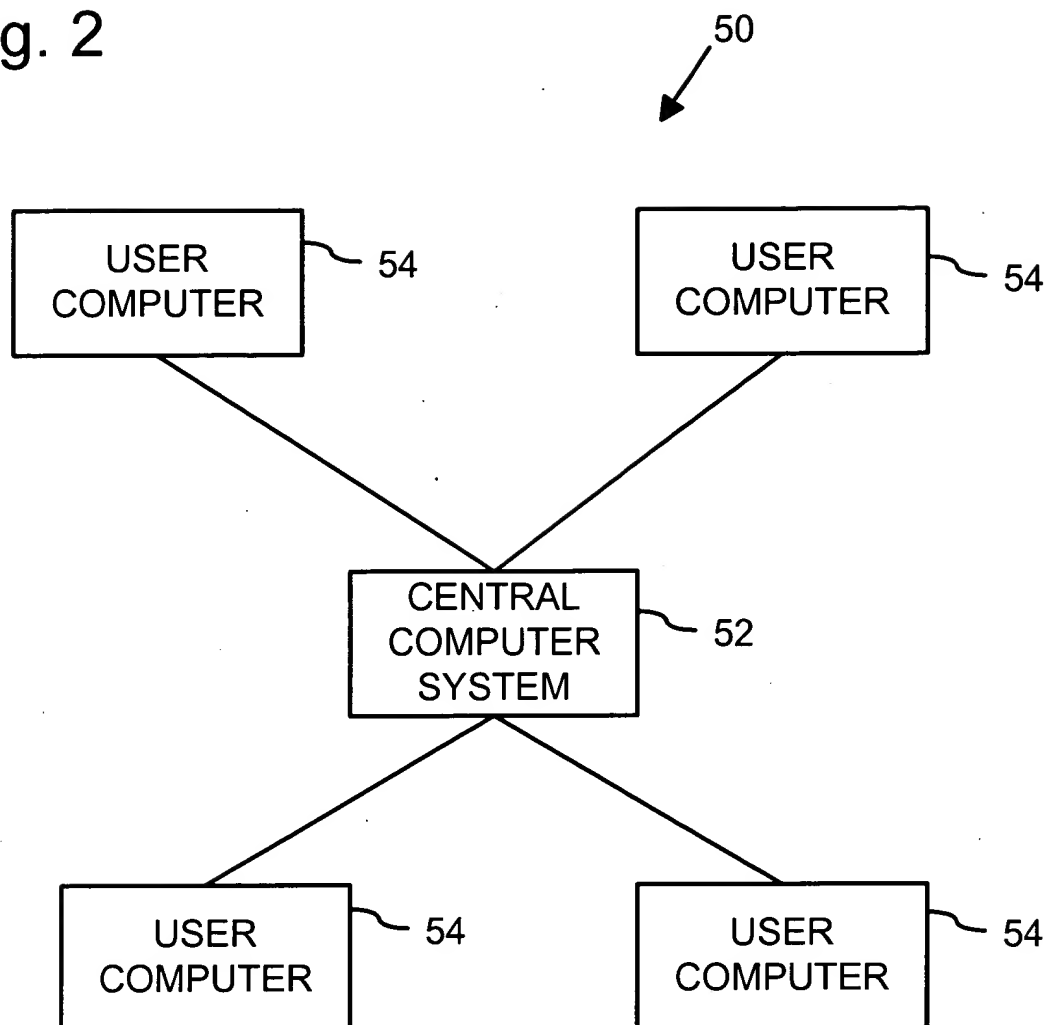 g. 2
50
USER
COMPUTER
54
USER
COMPUTER
54
CENTRAL
COMPUTER
SYSTEM
52
USER
COMPUTER
54
USER
COMPUTER
54